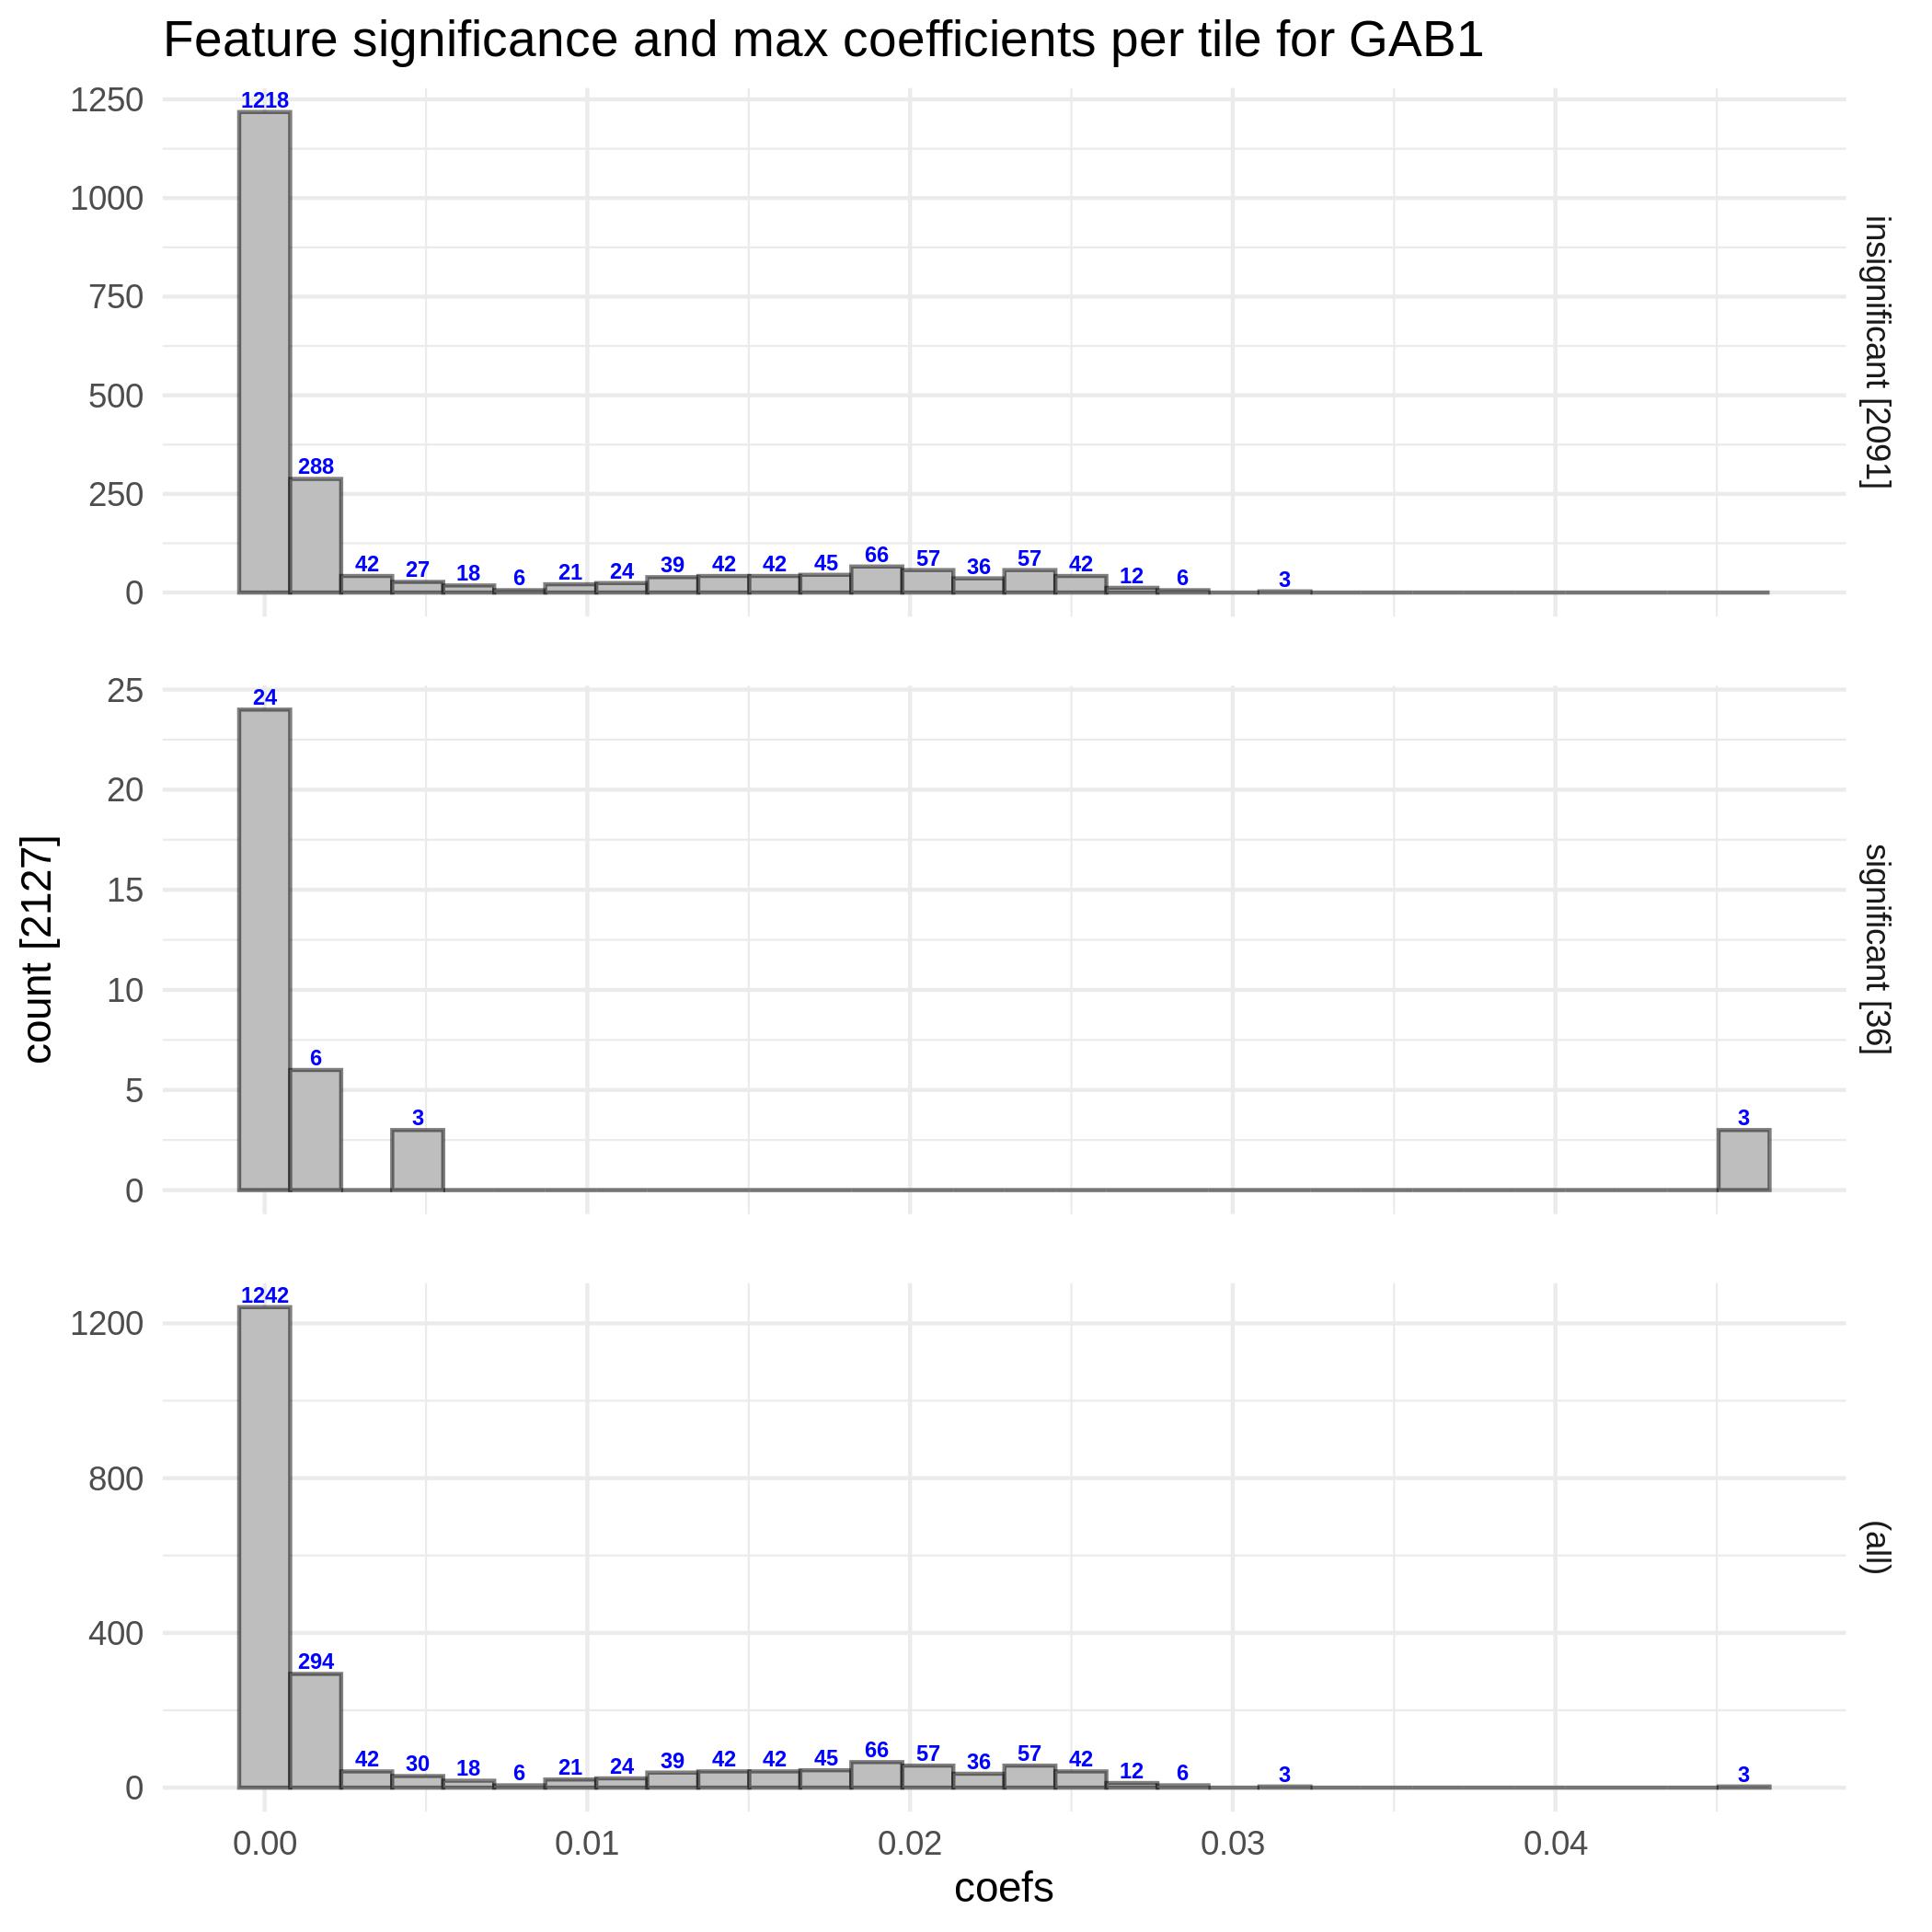 Feature significance and max coefficients per tile for GAB1
1250
1000
750
500
250
0
1218
288
42 27 18 6 21 24 39 42 42 45 66 57 36 57 42 12 6 3
insignificant [2091]
25
20
15
10
5
0
24
6
3
3
significant [36]
count [2127]
1200
800
400
0
1242
294
42 30 18 6 21 24 39 42 42 45 66 57 36 57 42 12 6 3 3
(all)
0.00 0.01 0.02 0.03 0.04
coefs